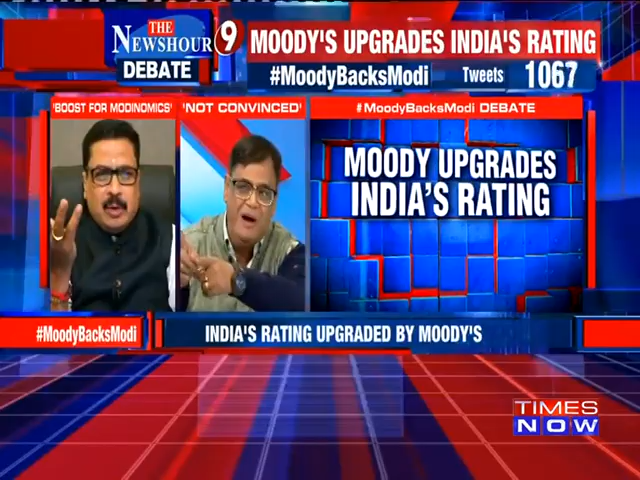 THE
NEWSHOUR 9
DEBATE
MOODY'S UPGRADES INDIA'S RATING
#MoodyBacksModi Tweets 1067
'BOOST FOR MODINOMICS'
'NOT CONVINCED'
#MoodyBacksModi DEBATE
MOODY UPGRADES
INDIA'S RATING
#MoodyBacksModi
INDIA'S RATING UPGRADED BY MOODY'S
TIMES
NOW